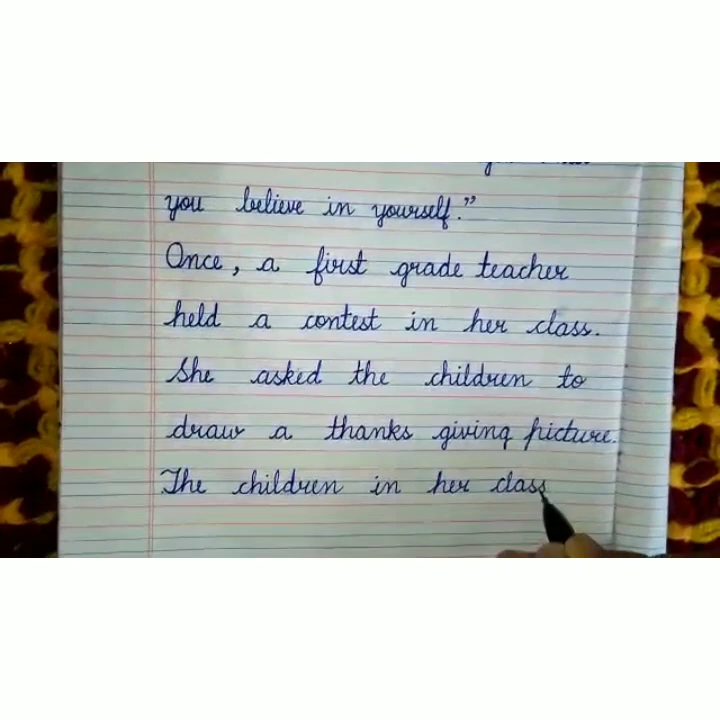 you believe in yourself."
Once, a first grade teacher
held a contest in her class.
She asked the children to
draw a thanks giving picture.
The children in her class